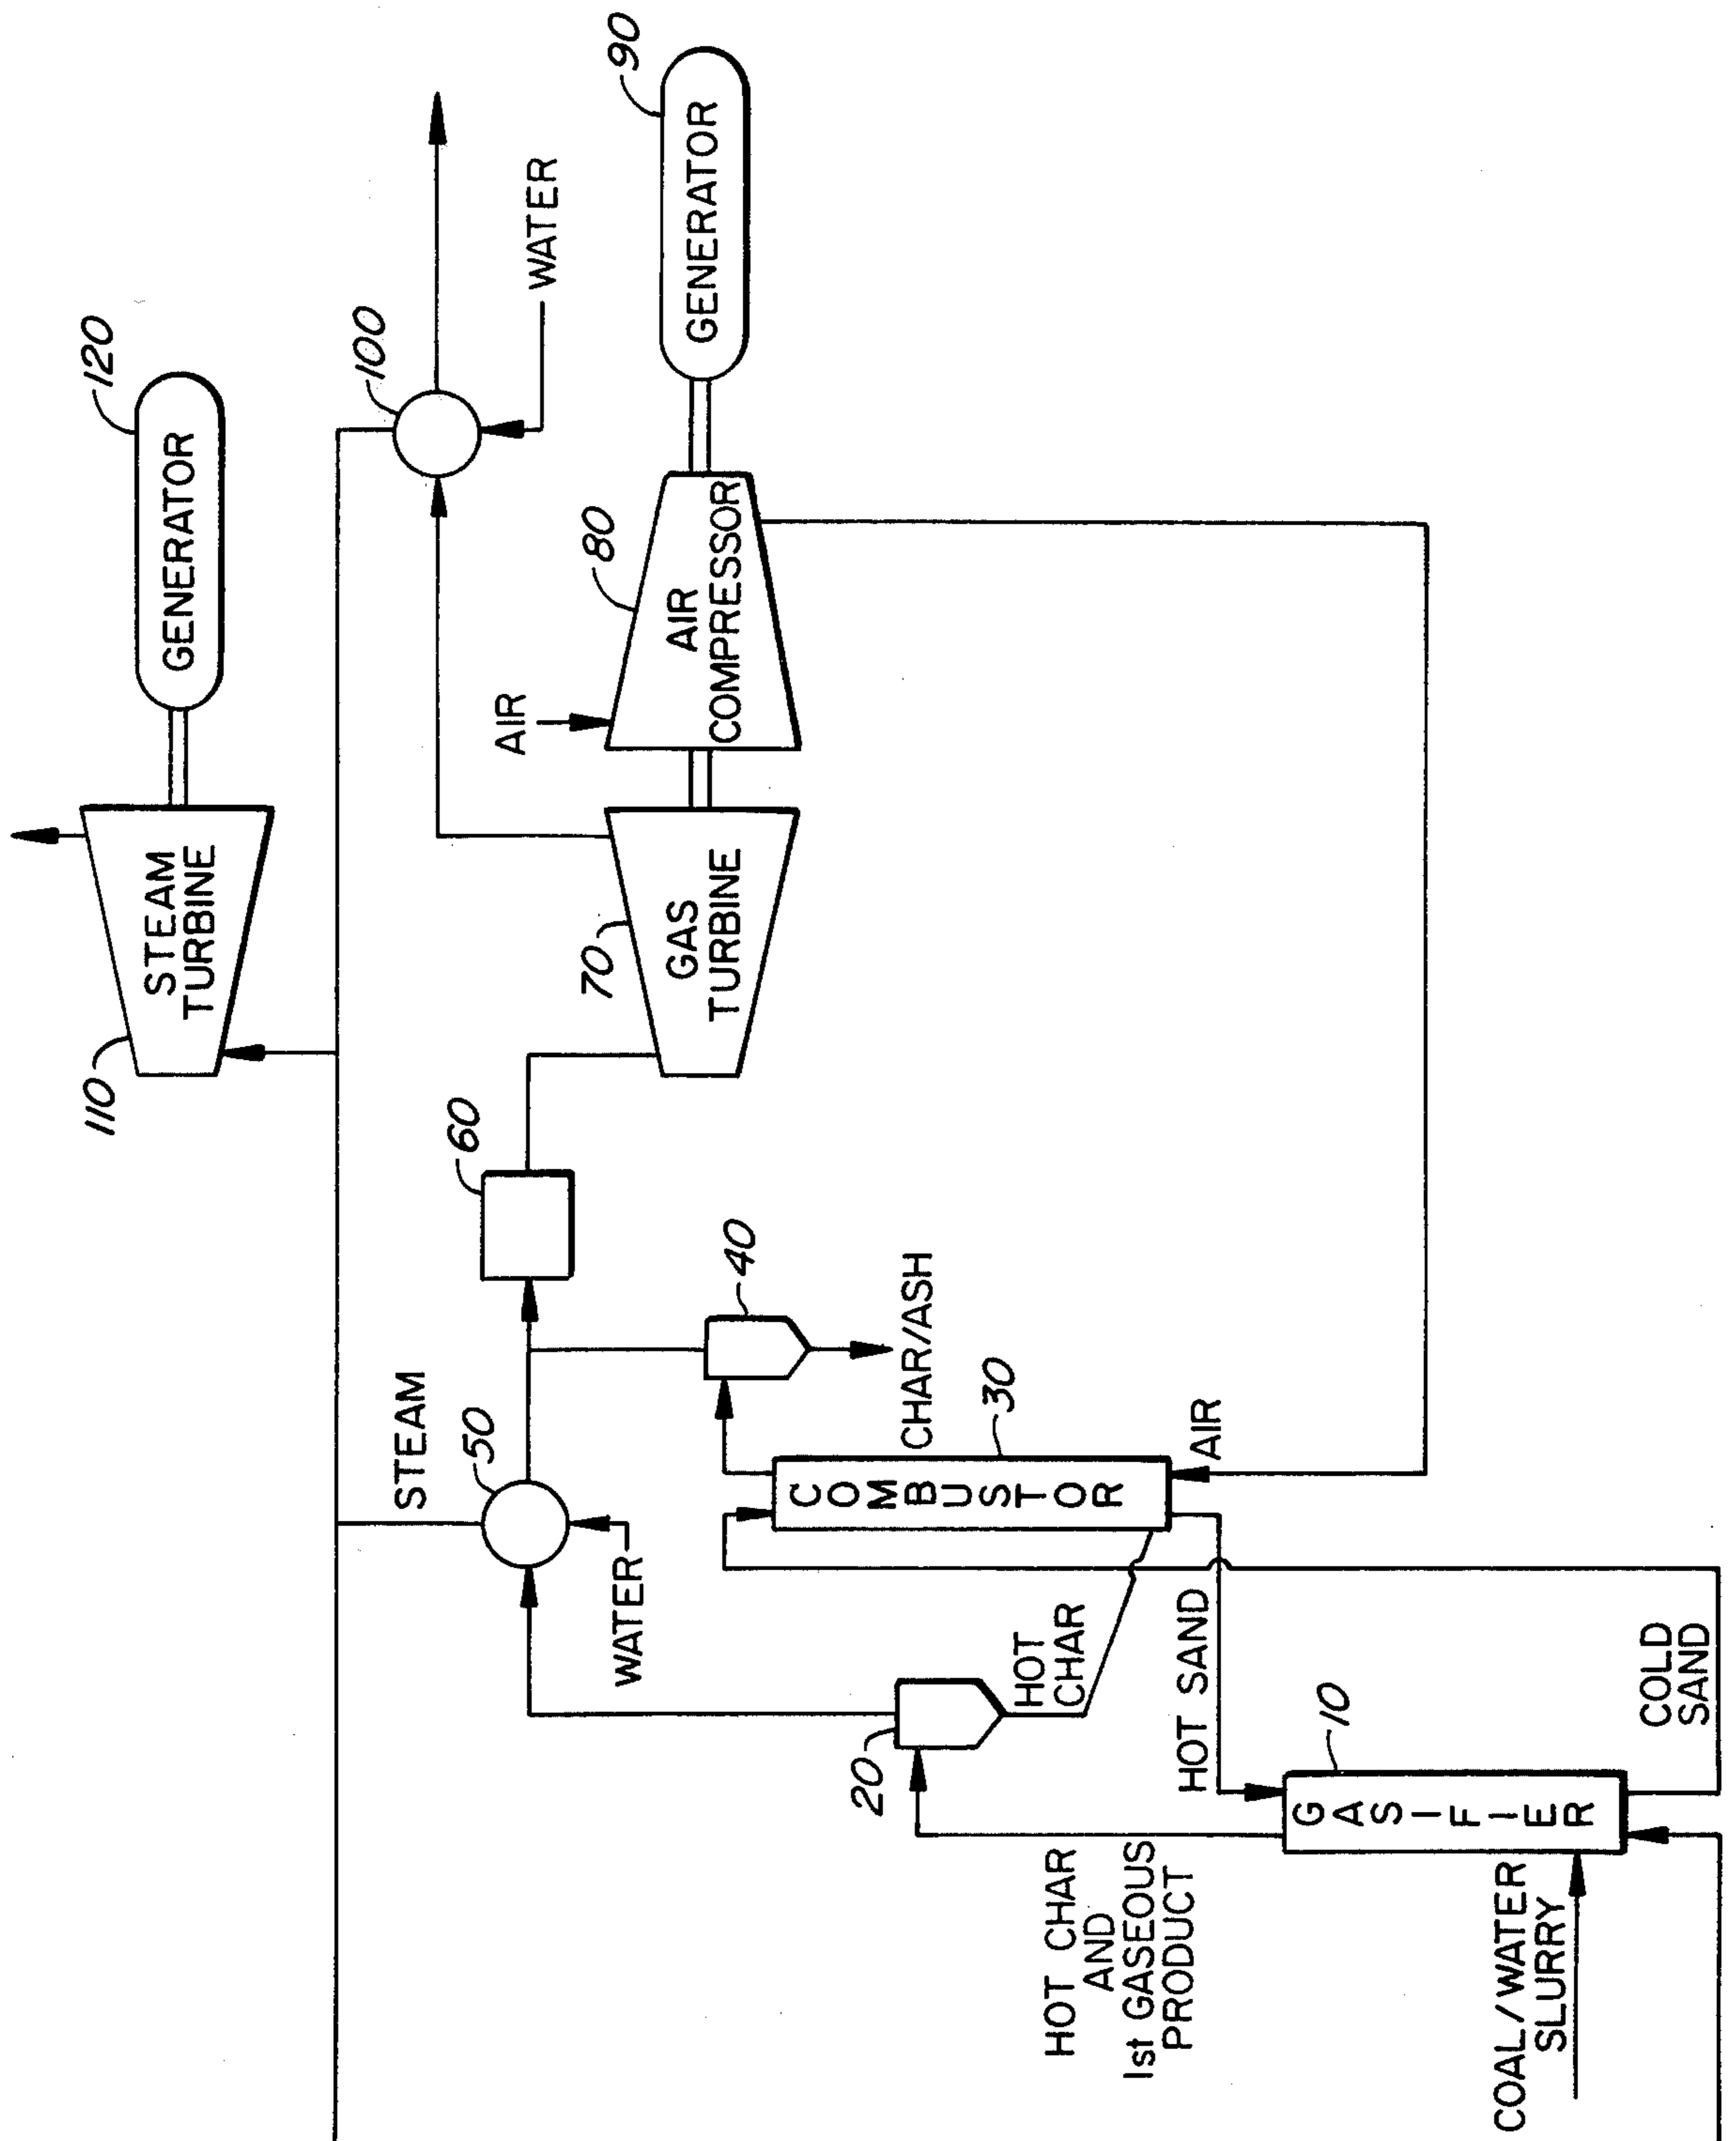 120
GENERATOR
STEAM
TURBINE
110
100
WATER
90
GENERATOR
80
AIR
AIR
COMPRESSOR
70
GAS
TURBINE
60
STEAM
50
WATER
40
CHAR/ASH
30
COMBUSTOR
AIR
20
HOT
CHAR
HOT SAND
COLD
SAND
10
GASIFIER
HOT CHAR
AND
1st GASEOUS
PRODUCT
COAL/WATER
SLURRY